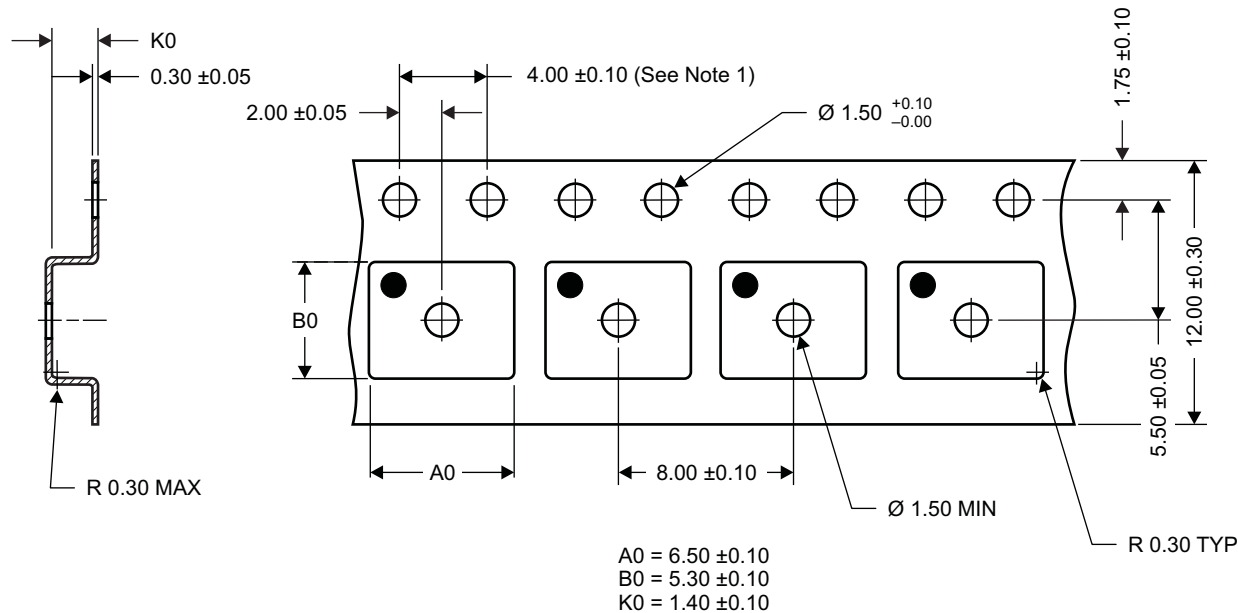 K0
0.30 ±0.05
4.00 ±0.10 (See Note 1)
2.00 ±0.05
Ø 1.50 +0.10 –0.00
1.75 ±0.10
B0
12.00 ±0.30
5.50 ±0.05
A0
8.00 ±0.10
R 0.30 MAX
Ø 1.50 MIN
R 0.30 TYP
A0 = 6.50 ±0.10
B0 = 5.30 ±0.10
K0 = 1.40 ±0.10